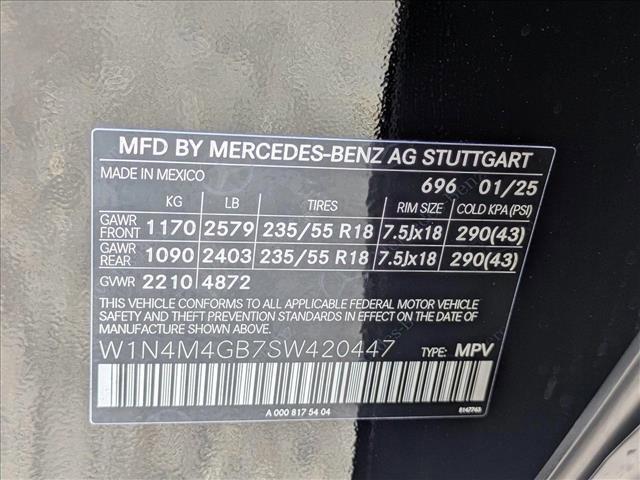 MFD BY MERCEDES-BENZ AG STUTTGART
MADE IN MEXICO 696 01/25
KG LB TIRES RIM SIZE COLD KPA(PSI)
GAWR FRONT 1170 2579 235/55 R18 7.5Jx18 290(43)
GAWR REAR 1090 2403 235/55 R18 7.5Jx18 290(43)
GVWR 2210 4872
THIS VEHICLE CONFORMS TO ALL APPLICABLE FEDERAL MOTOR VEHICLE
SAFETY AND THEFT PREVENTION STANDARDS IN EFFECT ON THE DATE OF
MANUFACTURE SHOWN ABOVE.
W1N4M4GB7SW420447 TYPE: MPV
A 000 817 54 04 8147763